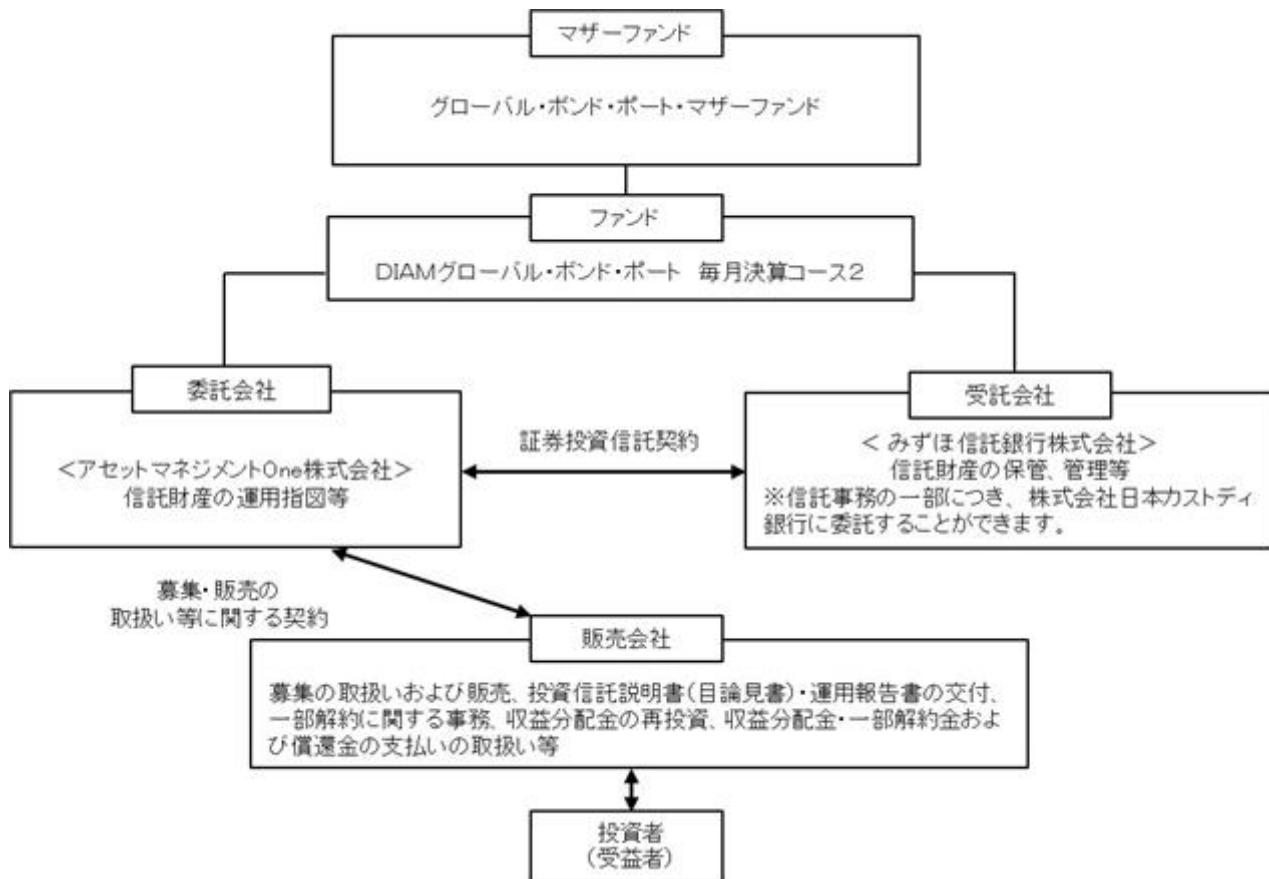 マザーファンド
グローバル・ボンド・ポート・マザーファンド
ファンド
DIAMグローバル・ボンド・ポート 毎月決算コース2
委託会社
<アセットマネジメントOne株式会社>
信託財産の運用指図等
証券投資信託契約
受託会社
< みずほ信託銀行株式会社>
信託財産の保管、管理等
※信託事務の一部につき、株式会社日本カストディ
銀行に委託することができます。
募集・販売の
取扱い等に関する契約
販売会社
募集の取扱いおよび販売、投資信託説明書(目論見書)・運用報告書の交付、
一部解約に関する事務、収益分配金の再投資、収益分配金・一部解約金およ
び償還金の支払いの取扱い等
投資者
(受益者)